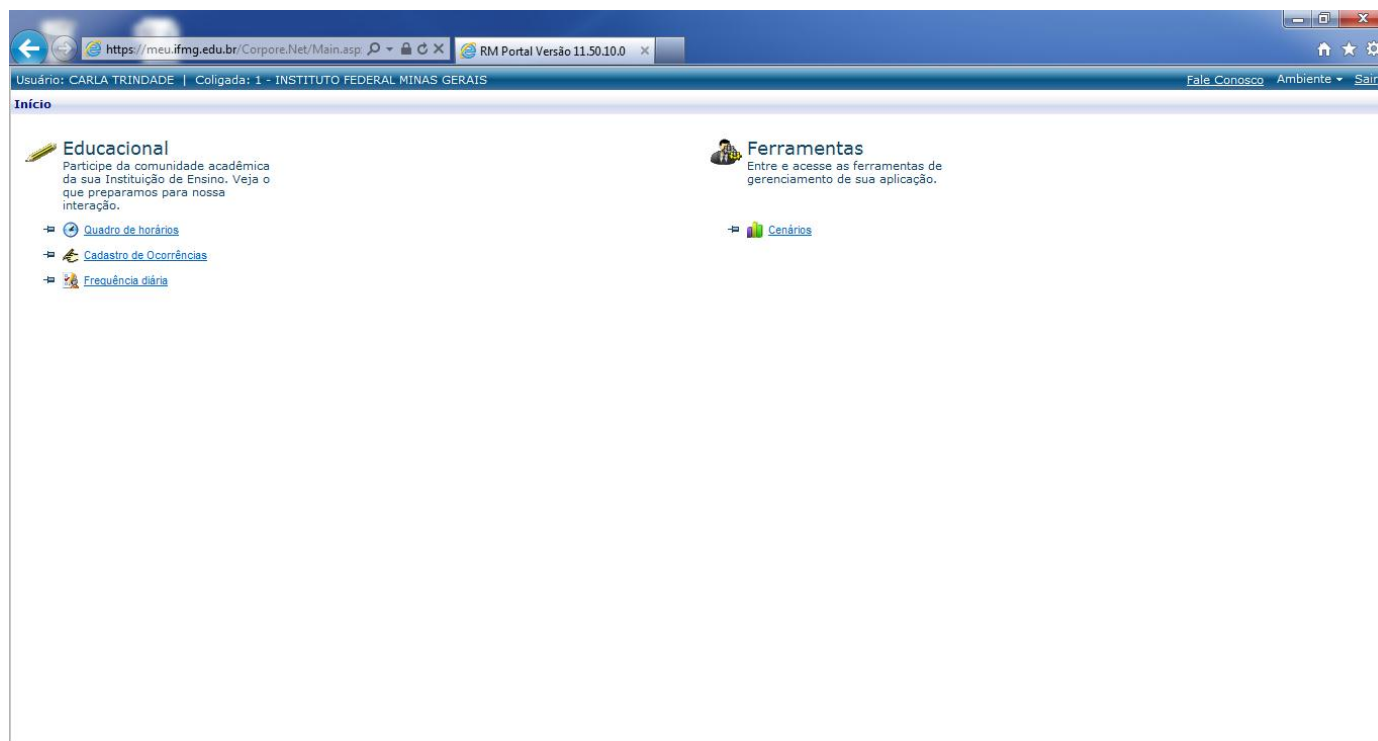 https://meu.ifmg.edu.br/Corpore.Net/Main.asp
RM Portal Versão 11.50.10.0
Usuário: CARLA TRINDADE | Coligada: 1 - INSTITUTO FEDERAL MINAS GERAIS
Fale Conosco Ambiente Sair
Início
Educacional
Participe da comunidade acadêmica
da sua Instituição de Ensino. Veja o
que preparamos para nossa
interação.
Quadro de horários
Cadastro de Ocorrências
Frequência diária
Ferramentas
Entre e acesse as ferramentas de
gerenciamento de sua aplicação.
Cenários